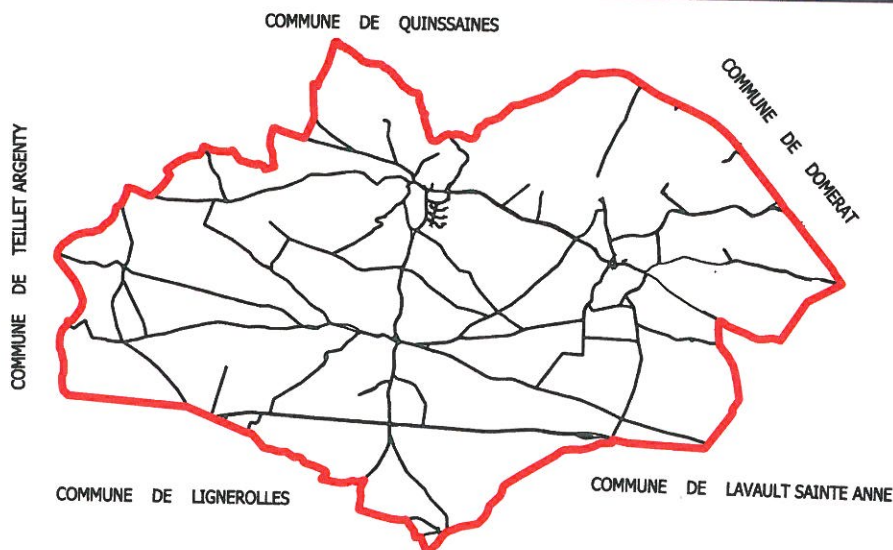 COMMUNE DE QUINSSAINES
COMMUNE DE DOMERAT
COMMUNE DE TEILLET ARGENTY
COMMUNE DE LIGNEROLLES
COMMUNE DE LAVAULT SAINTE ANNE